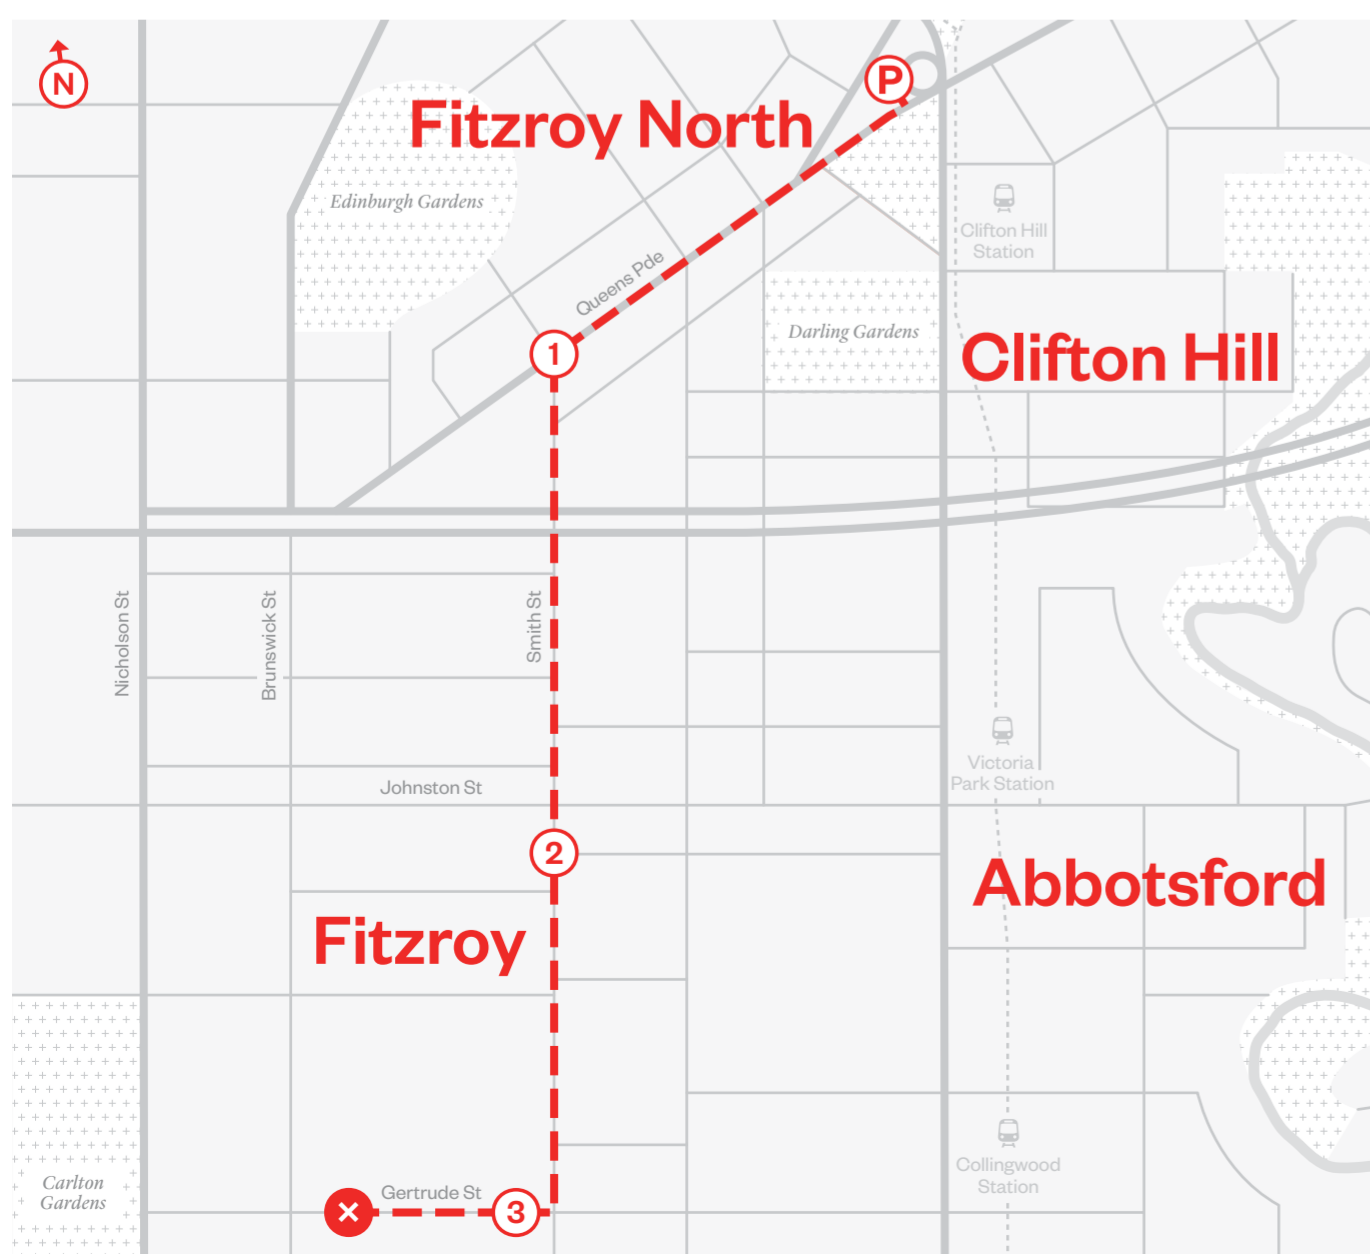 N
P
Fitzroy North
Edinburgh Gardens
Clifton Hill
Station
Queens Pde
Darling Gardens
1
Clifton Hill
Nicholson St
Brunswick St
Smith St
Victoria
Park Station
Johnston St
2
Abbotsford
Fitzroy
Collingwood
Station
Carlton
Gardens
Gertrude St
3